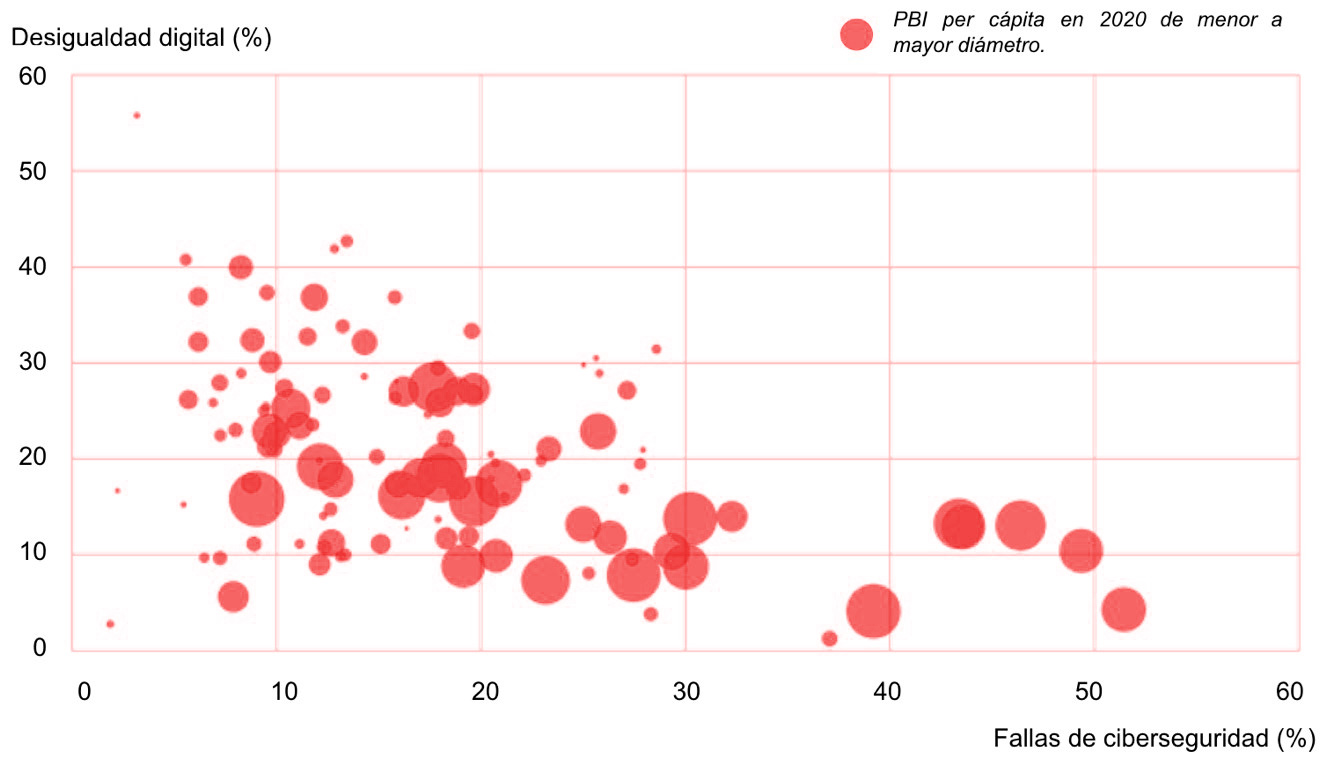 PBI per cápita en 2020 de menor a
mayor diámetro.
Desigualdad digital (%)
60
50
40
30
20
10
0
0 10 20 30 40 50 60
Fallas de ciberseguridad (%)